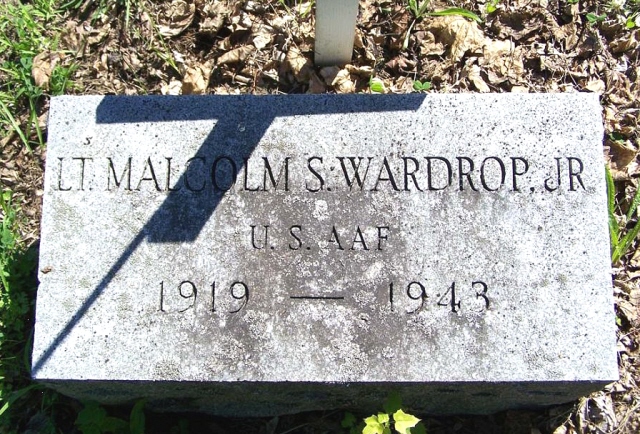 LT. MALCOLM S. WARDROP, JR
U. S. AAF
1919 — 1943